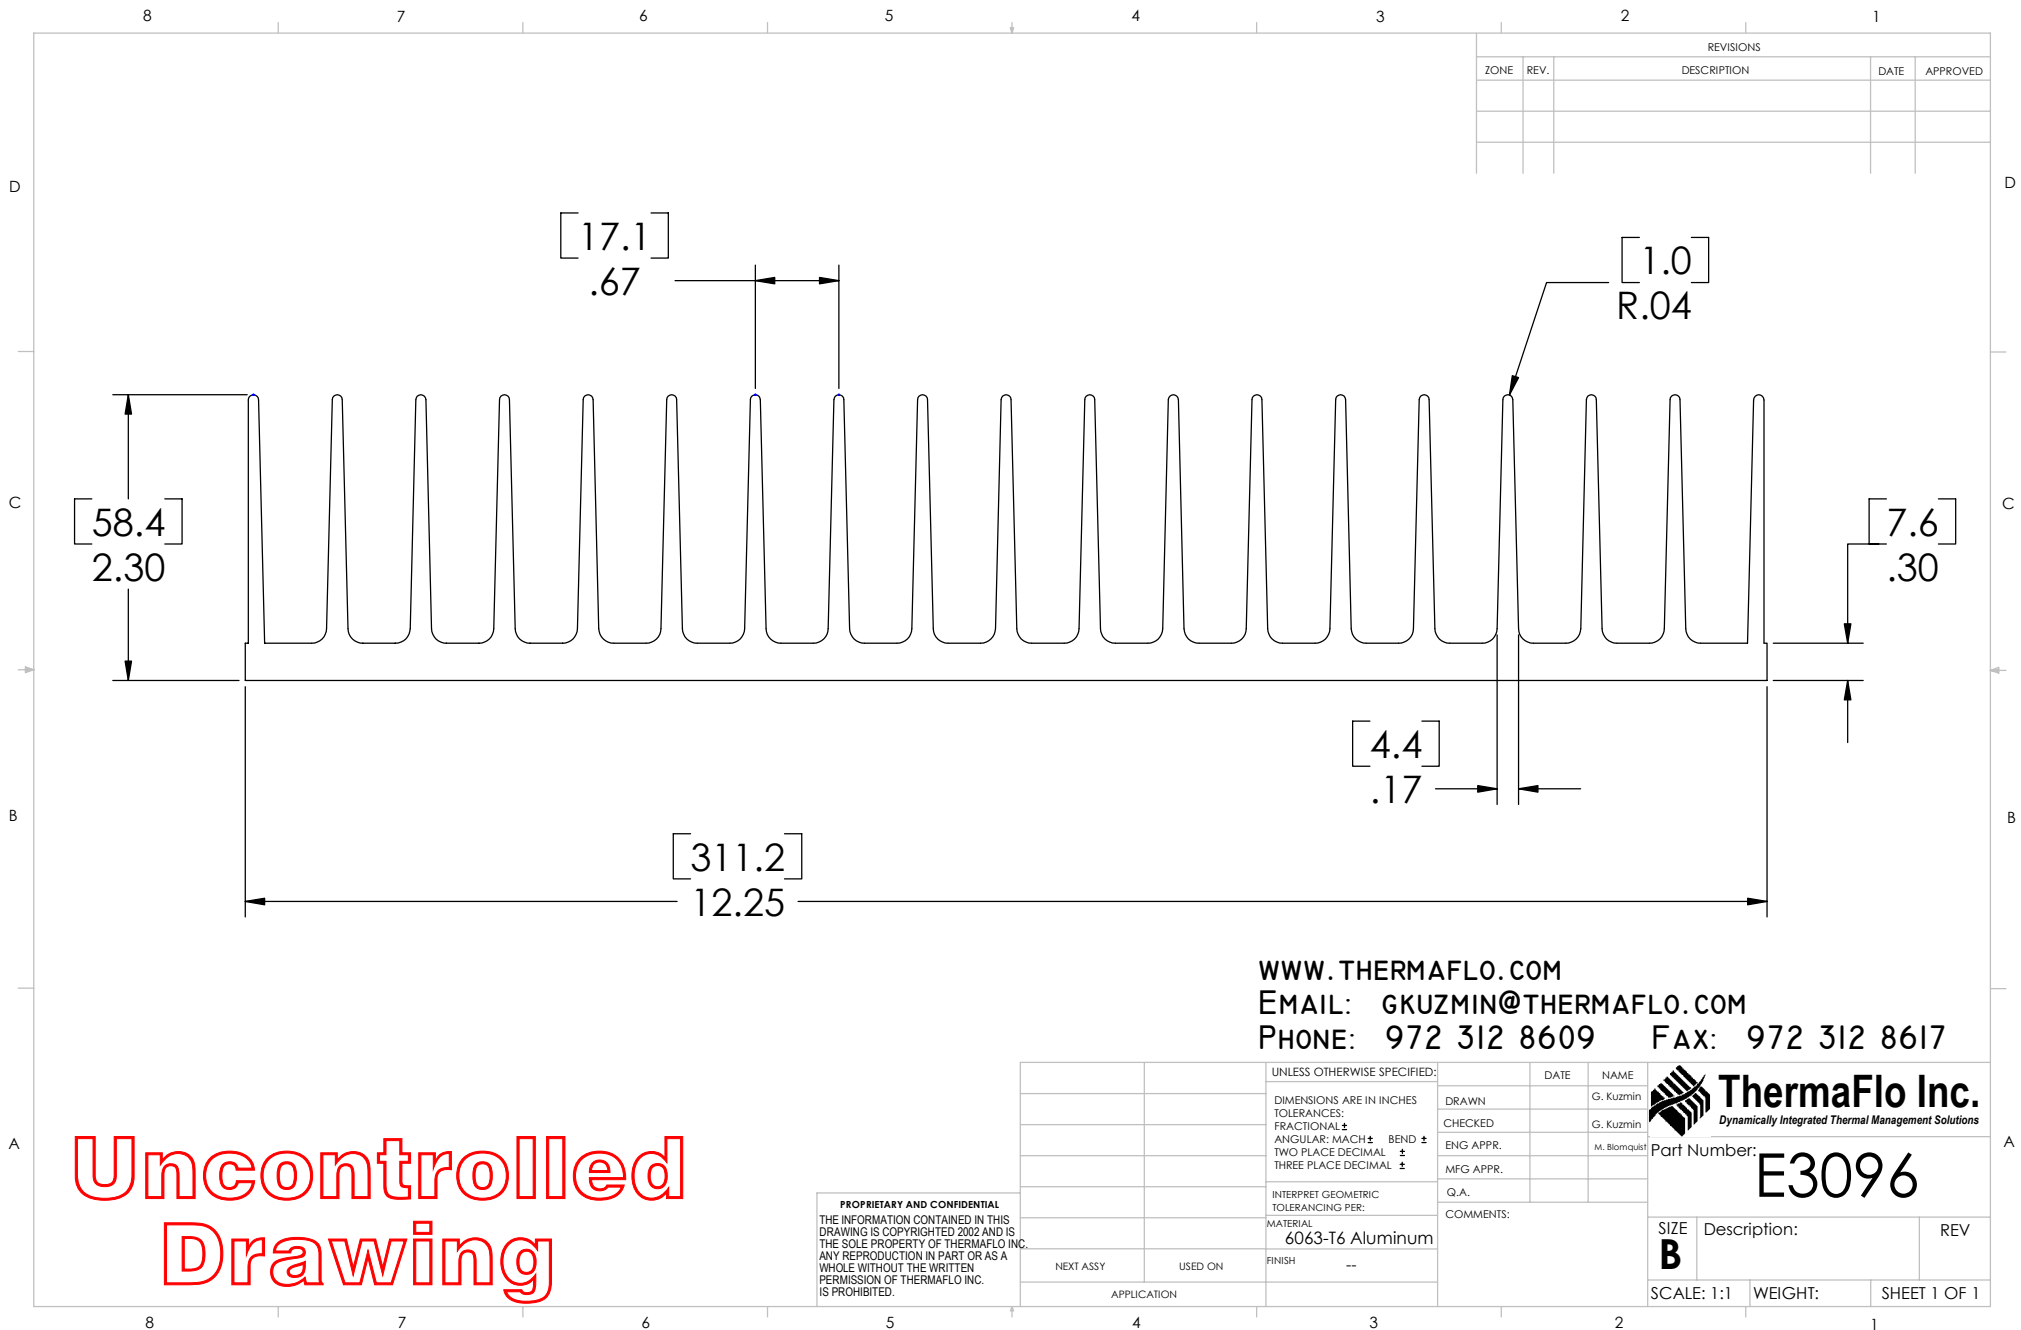 8 7 6 5 4 3 2 1
REVISIONS
ZONE REV. DESCRIPTION DATE APPROVED
D D
[17.1]
.67
[1.0]
R.04
C C
[58.4]
2.30
[7.6]
.30
[4.4]
.17
B B
[311.2]
12.25
WWW.THERMAFLO.COM
EMAIL: GKUZMIN@THERMAFLO.COM
PHONE: 972 312 8609 FAX: 972 312 8617
A A
Uncontrolled
Drawing
PROPRIETARY AND CONFIDENTIAL
THE INFORMATION CONTAINED IN THIS
DRAWING IS COPYRIGHTED 2002 AND IS
THE SOLE PROPERTY OF THERMAFLO INC.
ANY REPRODUCTION IN PART OR AS A
WHOLE WITHOUT THE WRITTEN
PERMISSION OF THERMAFLO INC.
IS PROHIBITED.
NEXT ASSY USED ON
APPLICATION
UNLESS OTHERWISE SPECIFIED:
DIMENSIONS ARE IN INCHES
TOLERANCES:
FRACTIONAL±
ANGULAR: MACH± BEND ±
TWO PLACE DECIMAL ±
THREE PLACE DECIMAL ±
INTERPRET GEOMETRIC
TOLERANCING PER:
MATERIAL
6063-T6 Aluminum
FINISH
--
DATE NAME
DRAWN G. Kuzmin
CHECKED G. Kuzmin
ENG APPR. M. Blomquist
MFG APPR.
Q.A.
COMMENTS:
ThermaFlo Inc.
Dynamically Integrated Thermal Management Solutions
Part Number:
E3096
SIZE
B
Description:
REV
SCALE: 1:1 WEIGHT: SHEET 1 OF 1
8 7 6 5 4 3 2 1